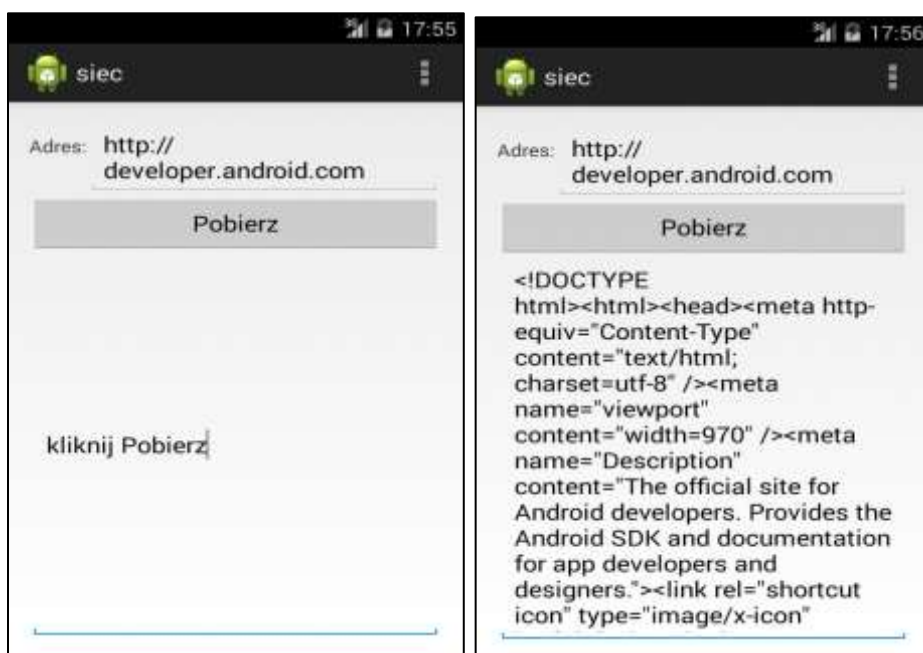 17:55
siec
Adres: http://
developer.android.com
Pobierz
kliknij Pobierz
17:56
siec
Adres: http://
developer.android.com
Pobierz
<!DOCTYPE
html><html><head><meta http-
equiv="Content-Type"
content="text/html;
charset=utf-8" /><meta
name="viewport"
content="width=970" /><meta
name="Description"
content="The official site for
Android developers. Provides the
Android SDK and documentation
for app developers and
designers."><link rel="shortcut
icon" type="image/x-icon"